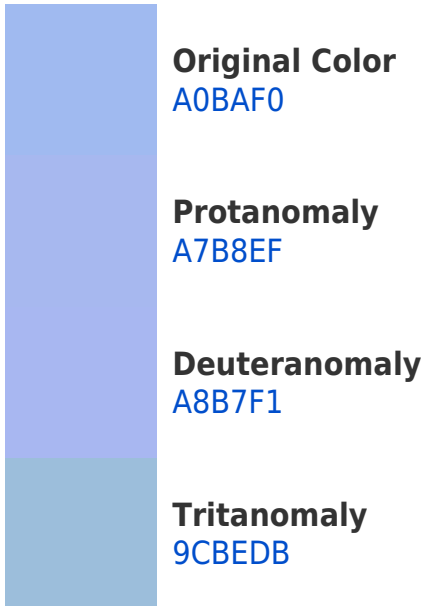 Original Color
A0BAF0
Protanomaly
A7B8EF
Deuteranomaly
A8B7F1
Tritanomaly
9CBEDB